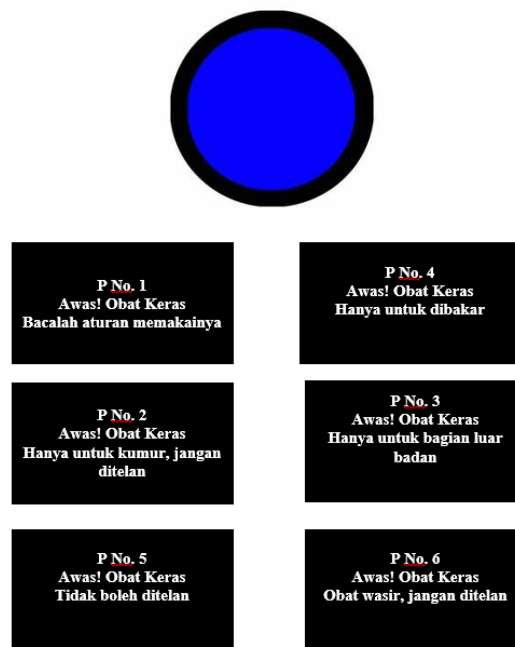 P No. 1
Awas! Obat Keras
Bacalah aturan memakainya
P No. 4
Awas! Obat Keras
Hanya untuk dibakar
P No. 2
Awas! Obat Keras
Hanya untuk kumur, jangan
ditelan
P No. 3
Awas! Obat Keras
Hanya untuk bagian luar
badan
P No. 5
Awas! Obat Keras
Tidak boleh ditelan
P No. 6
Awas! Obat Keras
Obat wasir, jangan ditelan